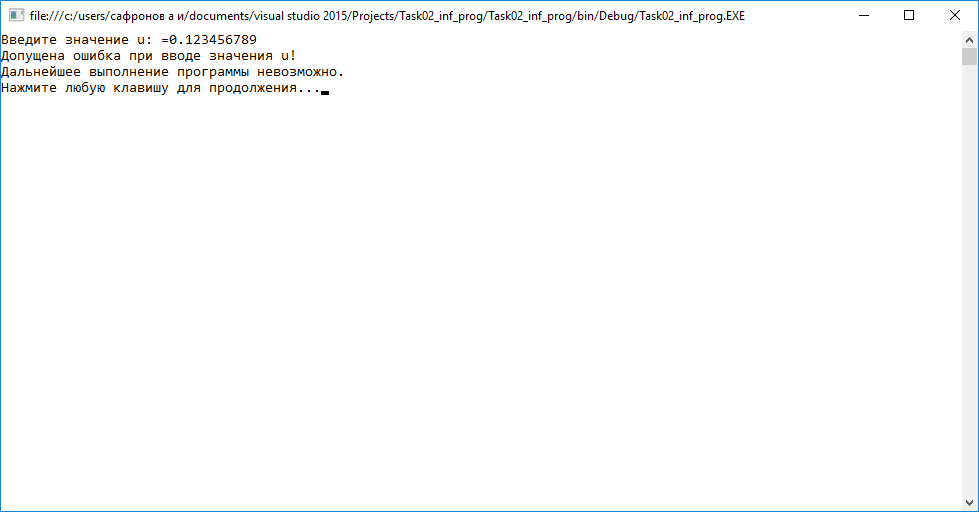 file:///c:/users/сафронов а и/documents/visual studio 2015/Projects/Task02_inf_prog/Task02_inf_prog/bin/Debug/Task02_inf_prog.EXE
Введите значение u: =0.123456789
Допущена ошибка при вводе значения u!
Дальнейшее выполнение программы невозможно.
Нажмите любую клавишу для продолжения...